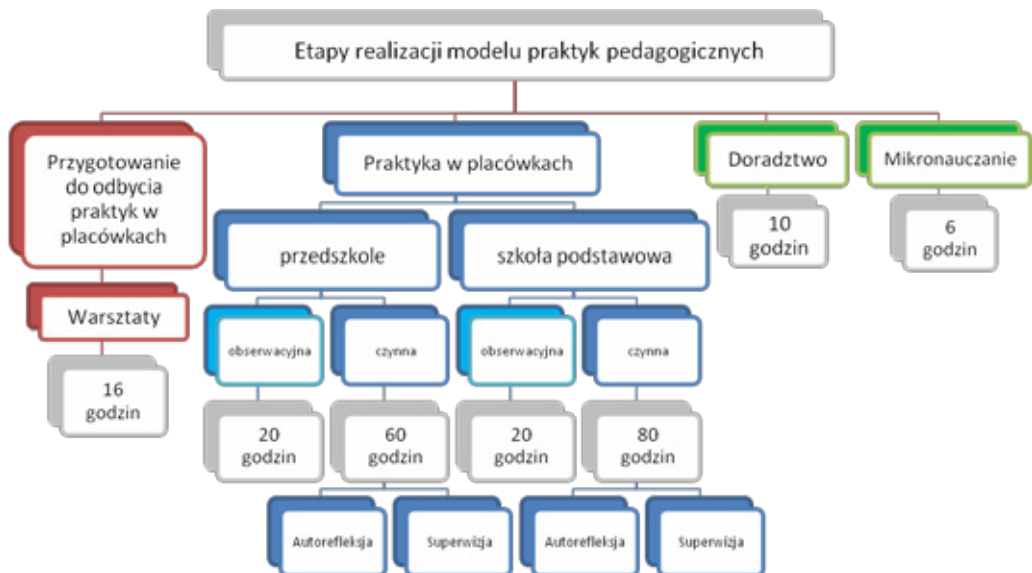 Etapy realizacji modelu praktyk pedagogicznych
Przygotowanie
do odbycia
praktyk w
placówkach
Praktyka w placówkach
Doradztwo
Mikronauczanie
10
godzin
6
godzin
przedszkole
szkoła podstawowa
Warsztaty
16
godzin
obserwacyjna
czynna
obserwacyjna
czynna
20
godzin
60
godzin
20
godzin
80
godzin
Autorefleksja
Superwizja
Autorefleksja
Superwizja